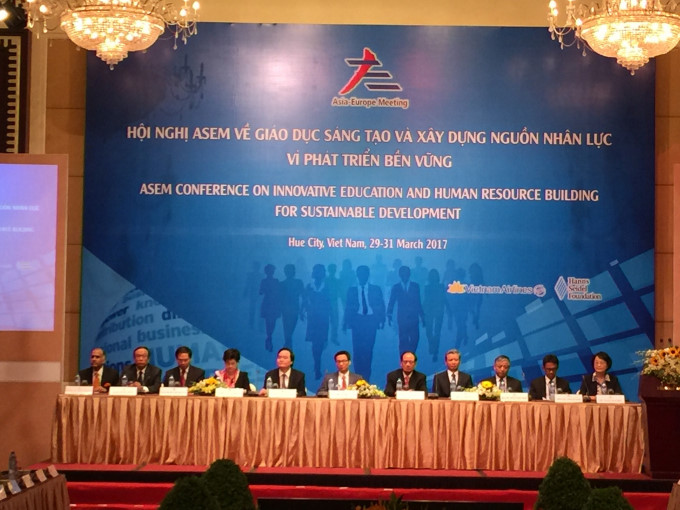 Asia-Europe Meeting
HỘI NGHỊ ASEM VỀ GIÁO DỤC SÁNG TẠO VÀ XÂY DỰNG NGUỒN NHÂN LỰC
VÌ PHÁT TRIỂN BỀN VỮNG
ASEM CONFERENCE ON INNOVATIVE EDUCATION AND HUMAN RESOURCE BUILDING
FOR SUSTAINABLE DEVELOPMENT
Hue City, Viet Nam, 29-31 March 2017
Vietnam Airlines
Hanns
Seidel
Foundation
business
HUMA